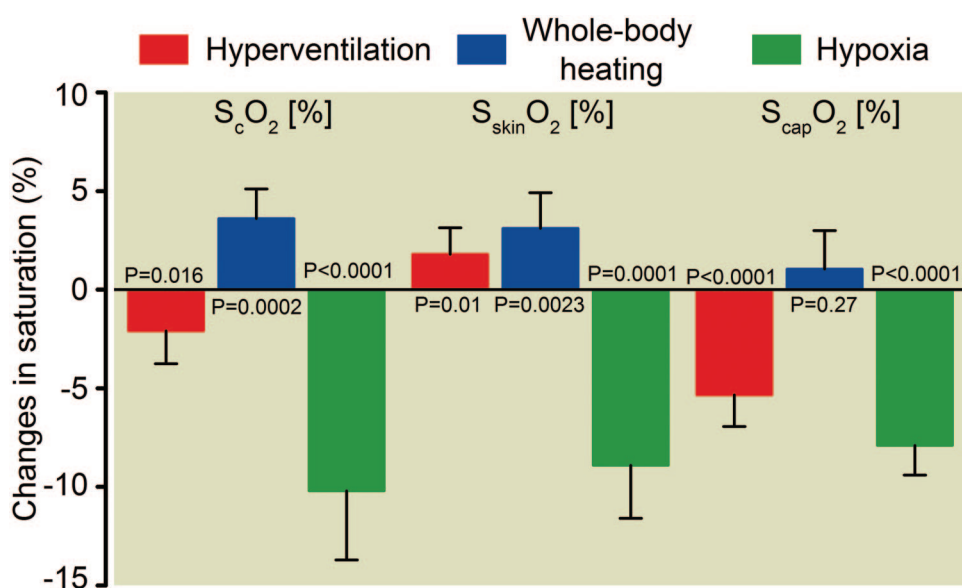 Hyperventilation
Whole-body
heating
Hypoxia
ScO2 [%]
SskinO2 [%]
ScapO2 [%]
Changes in saturation (%)
10
5
0
-5
-10
-15
P=0.016
P=0.0002
P<0.0001
P=0.01
P=0.0023
P=0.0001
P<0.0001
P=0.27
P<0.0001